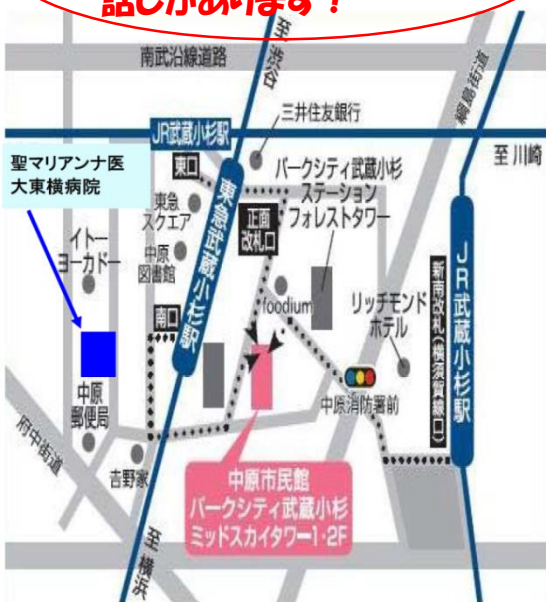 話しがあります！
南武沿線道路
至渋谷
綱島街道
三井住友銀行
JR武蔵小杉駅
東口
至 川崎
聖マリアンナ医
大東横病院
東急
スクエア
中原
図書館
東急武蔵小杉駅
正面
改札口
パークシティ武蔵小杉
ステーション
フォレストタワー
イトー
ヨーカドー
南口
foodium
リッチモンド
ホテル
新南改札(横須賀線口)
JR武蔵小杉駅
中原
郵便局
中原消防署前
府中街道
吉野家
中原市民館
パークシティ武蔵小杉
ミッドスカイタワー1・2F
至横浜